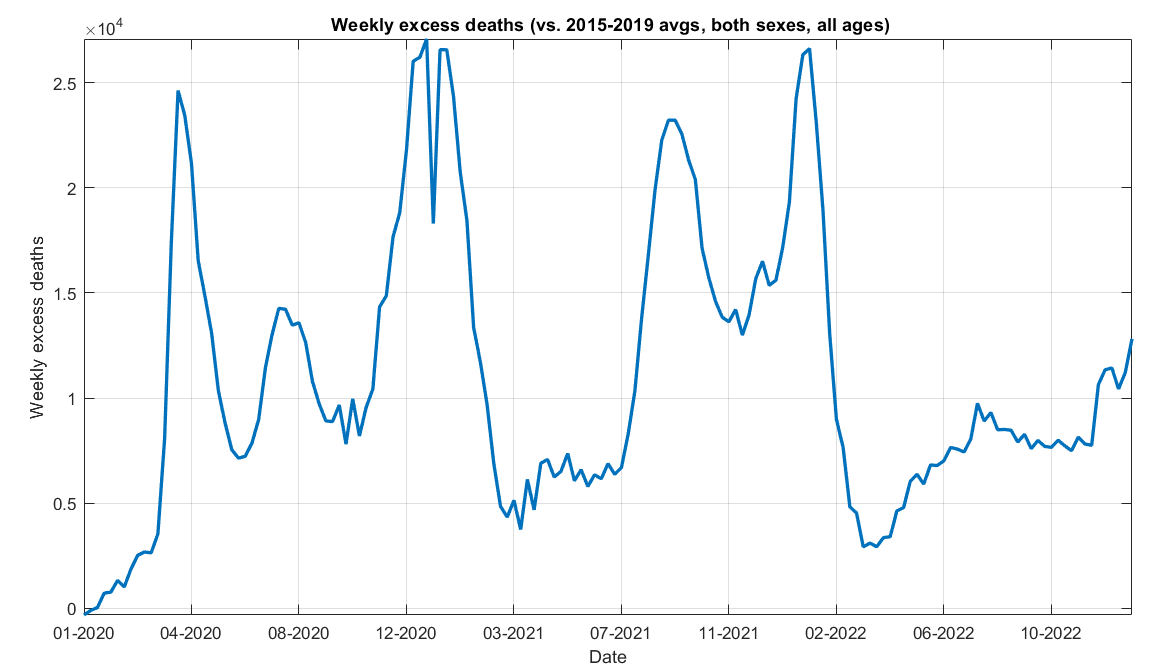 Weekly excess deaths (vs. 2015-2019 avgs, both sexes, all ages)
×10⁴
2.5
2
1.5
1
0.5
0
Weekly excess deaths
01-2020 04-2020 08-2020 12-2020 03-2021 07-2021 11-2021 02-2022 06-2022 10-2022
Date